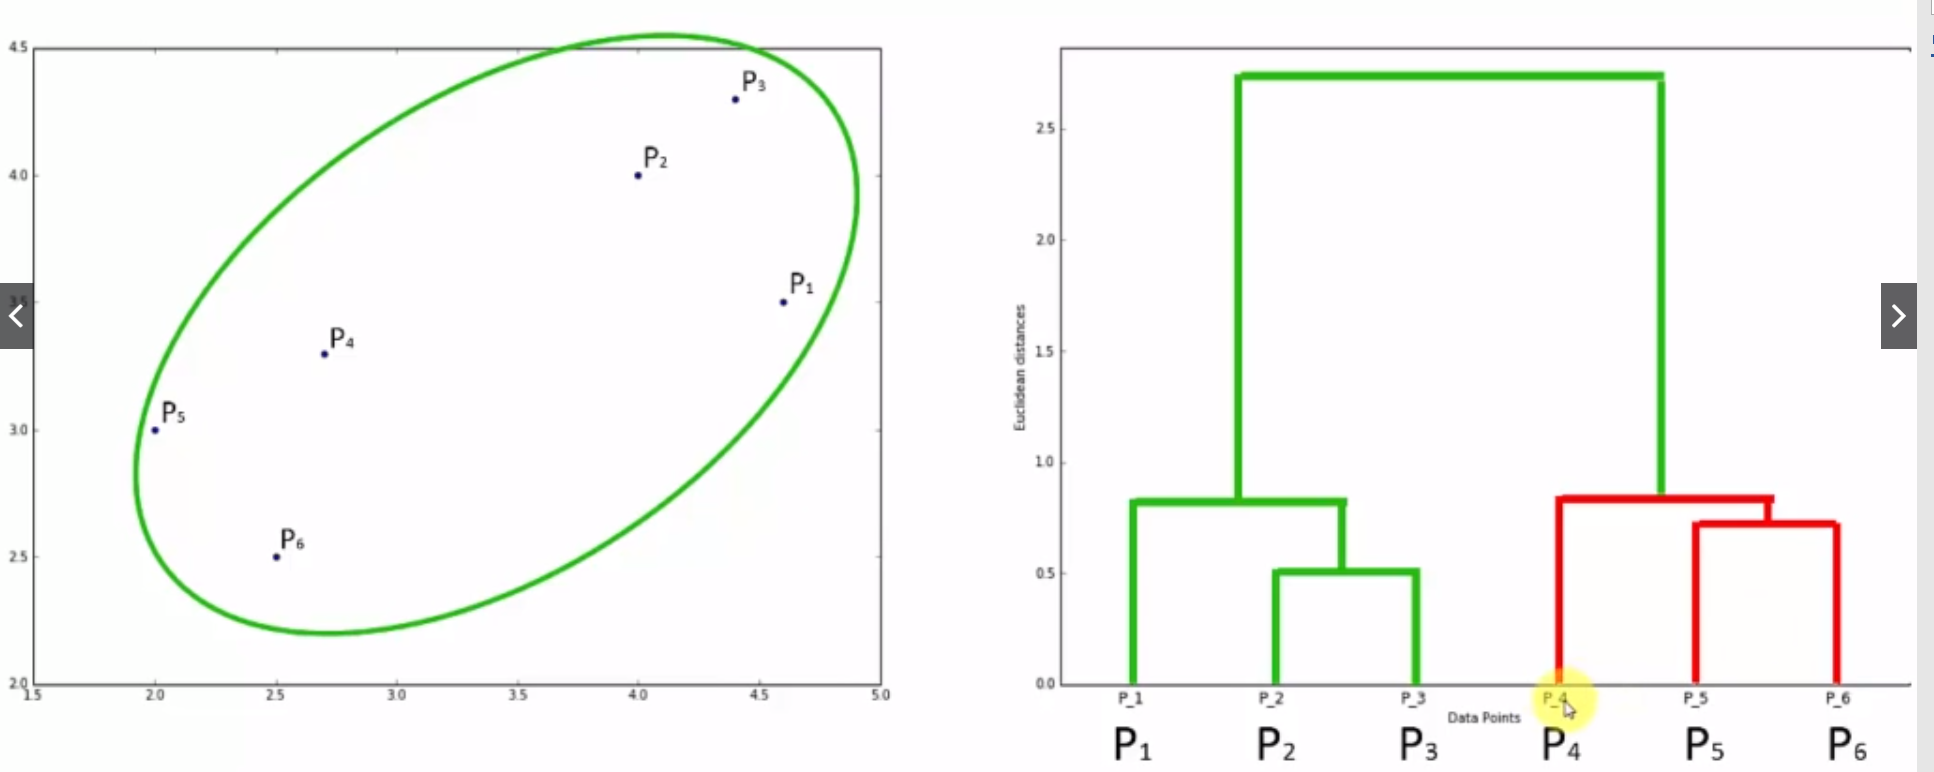 4.5
P₃
4.0
P₂
3.5
P₁
P₄
P₅
3.0
P₆
2.5
2.0
1.5 2.0 2.5 3.0 3.5 4.0 4.5 5.0
2.5
2.0
1.5
1.0
0.5
0.0
Euclidean distances
P_1 P_2 P_3 P_4 P_5 P_6
Data Points
P₁ P₂ P₃ P₄ P₅ P₆